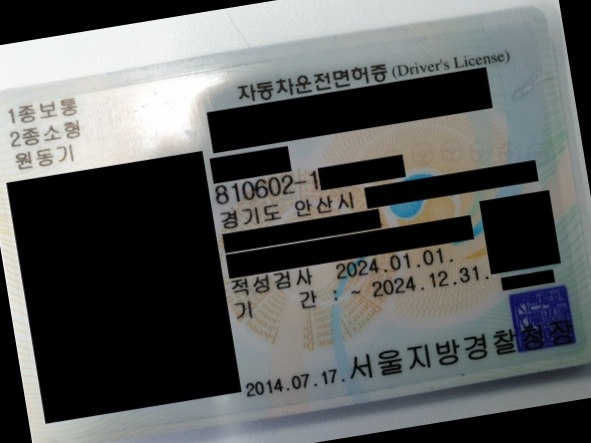 자동차운전면허증 (Driver's License)
1종보통
2종소형
원동기
810602-1
경기도 안산시
적성검사 2024.01.01.
기 간 : ~ 2024.12.31.
2014.07.17. 서울지방경찰청장